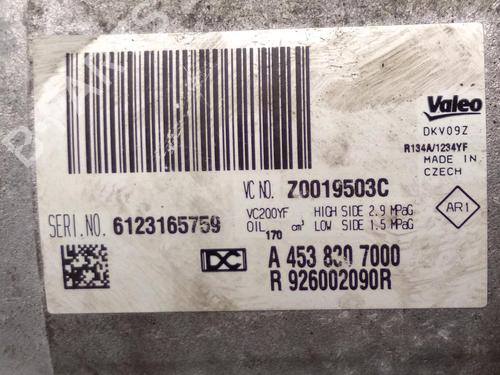 Valeo
DKV09Z
R134A/1234YF
MADE IN
CZECH
VC NO. Z0019503C
SERI.NO. 6123165759
VC200YF HIGH SIDE 2.9 MPaG
OIL 170 cm³ LOW SIDE 1.5 MPaG
AR1
DC A 453 830 7000
R 926002090R